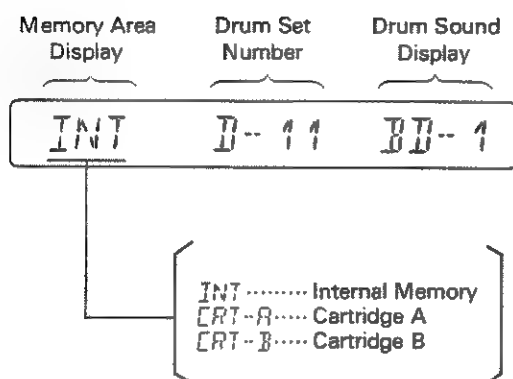 Memory Area Drum Set Drum Sound
Display Number Display
INT D-- 11 BD-- 1
INT ········· Internal Memory
CRT-A ····· Cartridge A
CRT-B ····· Cartridge B